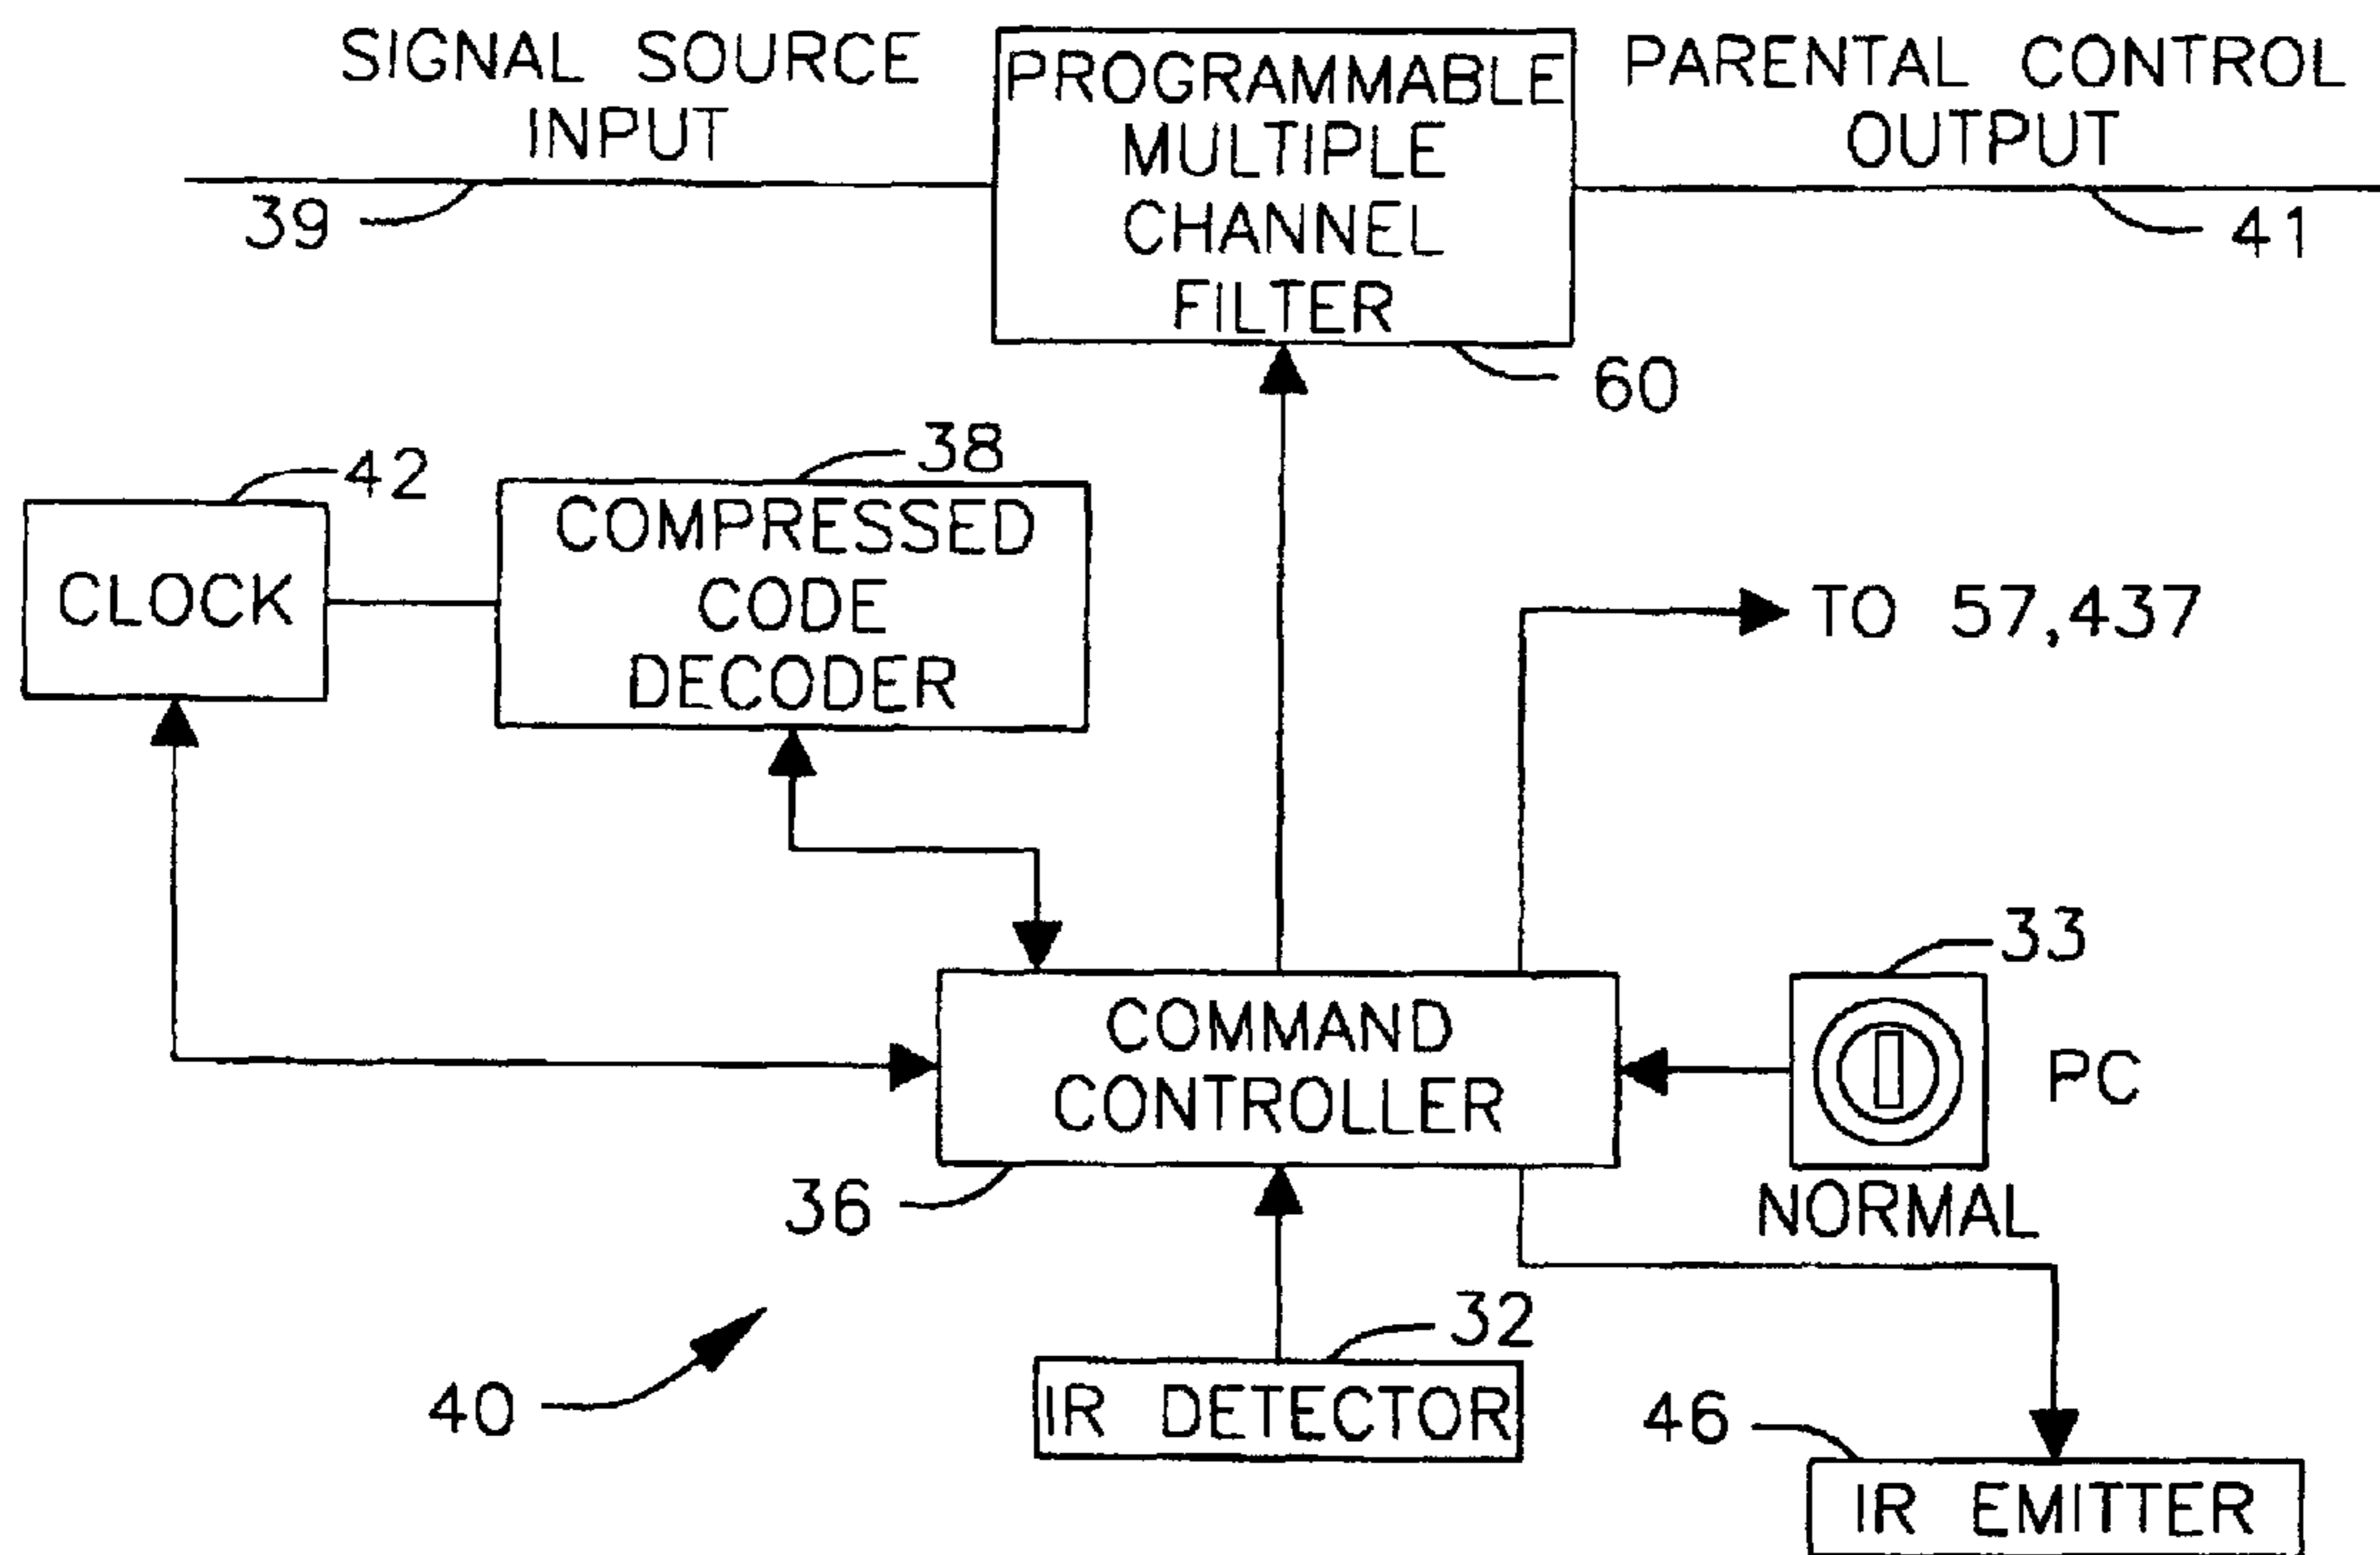 SIGNAL SOURCE
INPUT
PROGRAMMABLE
MULTIPLE
CHANNEL
FILTER
PARENTAL CONTROL
OUTPUT
39
41
60
42
38
CLOCK
COMPRESSED
CODE
DECODER
TO 57,437
33
COMMAND
CONTROLLER
PC
NORMAL
36
32
40
IR DETECTOR
46
IR EMITTER